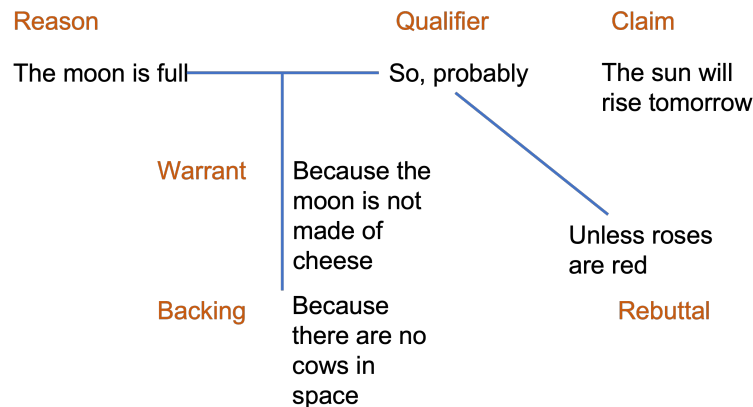 Reason
Qualifier
Claim
The moon is full
So, probably
The sun will
rise tomorrow
Warrant
Because the
moon is not
made of
cheese
Unless roses
are red
Backing
Because
there are no
cows in
space
Rebuttal